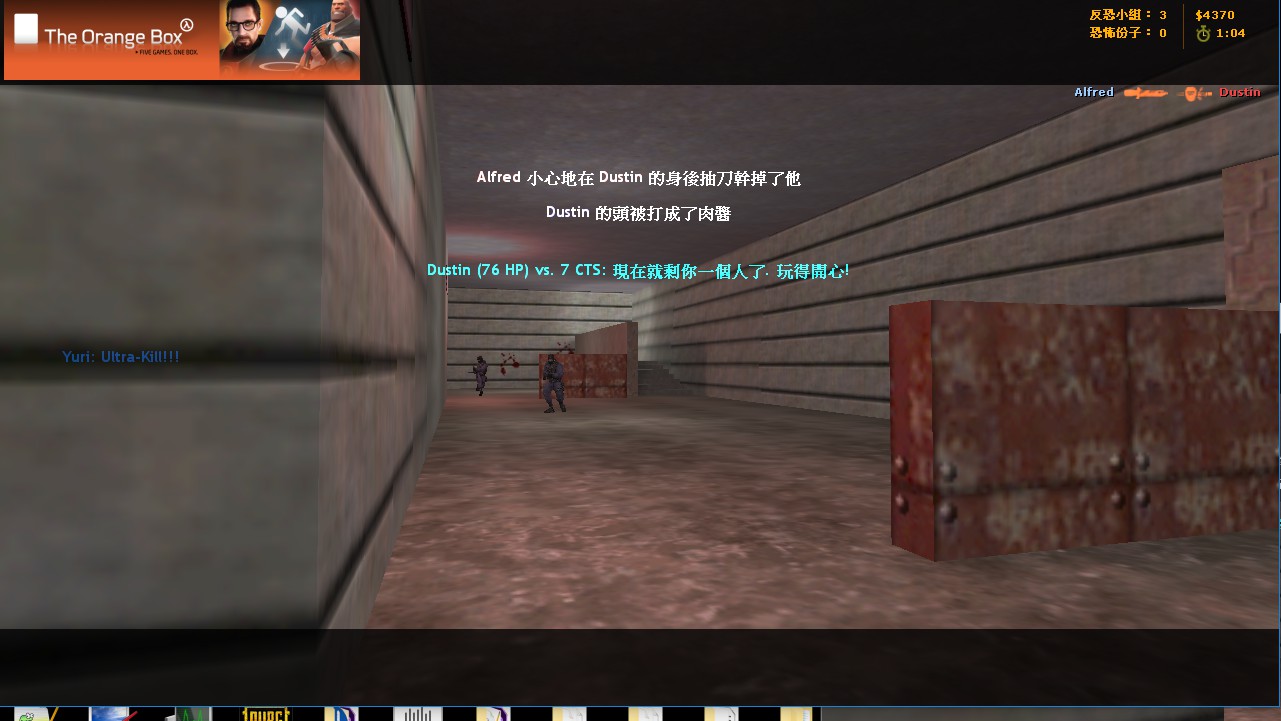 The Orange Box
• FIVE GAMES. ONE BOX.
反恐小組： 3
恐怖份子： 0
$4370
1:04
Alfred Dustin
Alfred 小心地在 Dustin 的身後抽刀幹掉了他
Dustin 的頭被打成了肉醬
Dustin (76 HP) vs. 7 CTS: 現在就剩你一個人了. 玩得開心!
Yuri: Ultra-Kill!!!